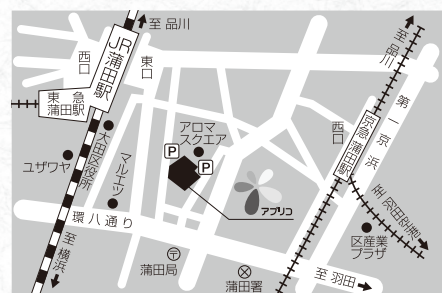 至 品川
至 品川
西口
JR蒲田駅
東口
東急
蒲田駅
大田区役所
ユザワヤ
マルエツ
アロマ
スクエア
P
P
アプリコ
西口
京急蒲田駅
第一京浜
至 羽田空港
区産業
プラザ
環八通り
至 横浜
蒲田局
蒲田署
至 羽田